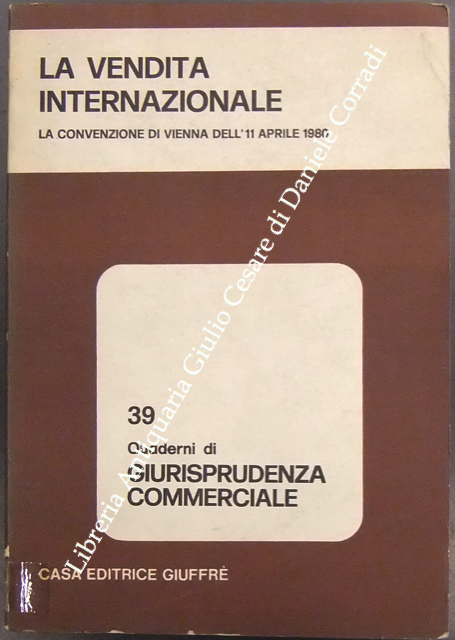 LA VENDITA
INTERNAZIONALE
LA CONVENZIONE DI VIENNA DELL'11 APRILE 1980
39
Quaderni di
GIURISPRUDENZA
COMMERCIALE
CASA EDITRICE GIUFFRÈ
Libreria Antiquaria Giulio Cesare di Daniele Corradi